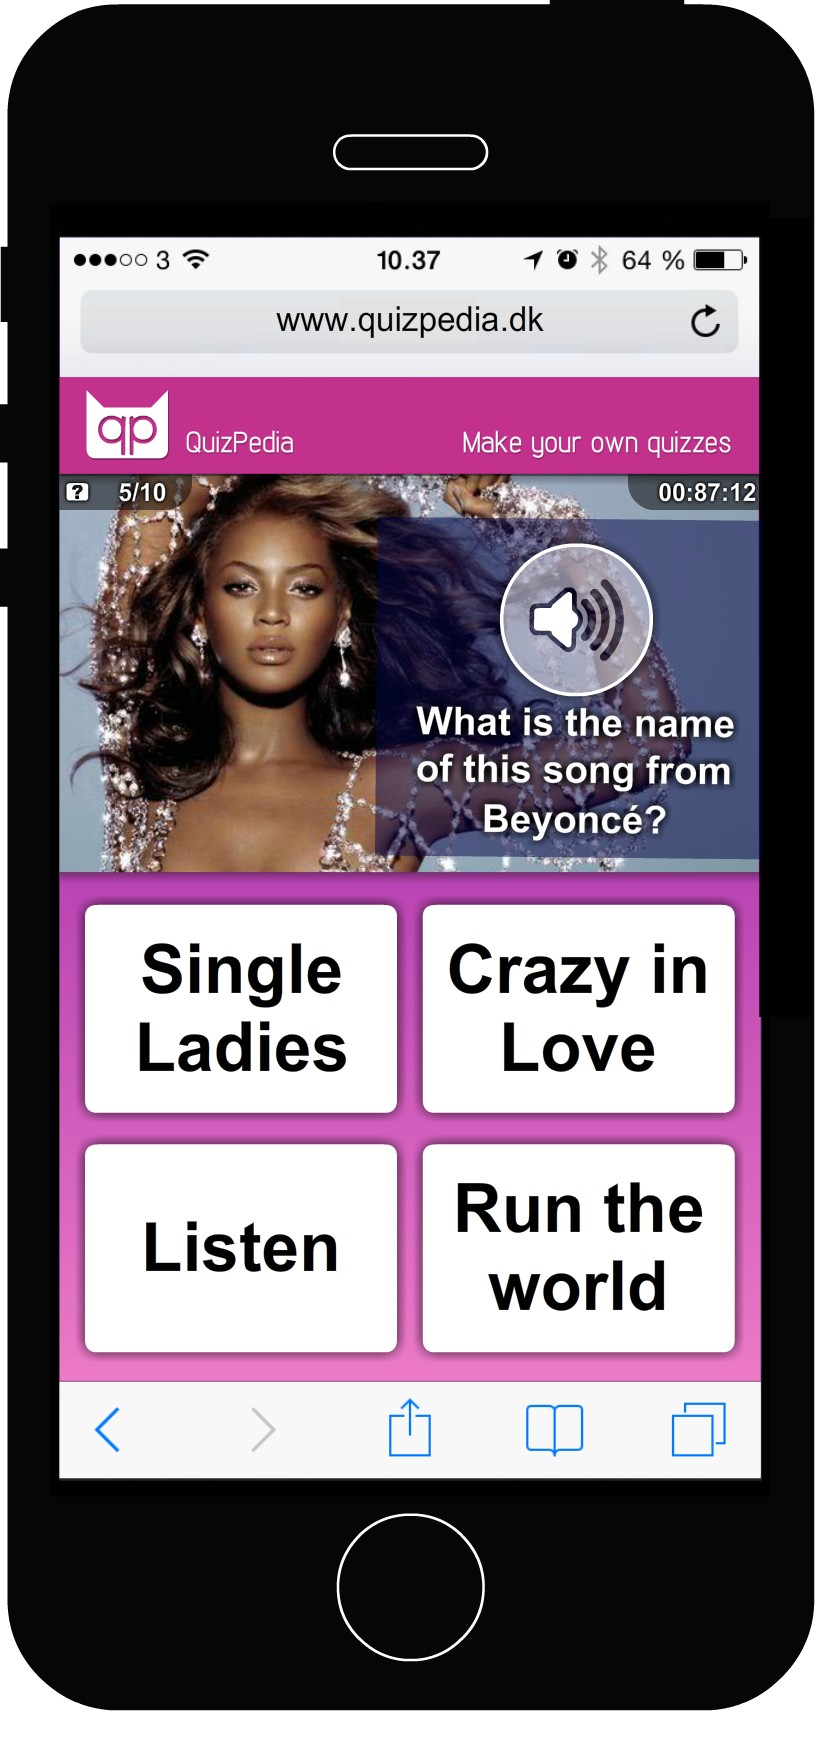 3 10.37 64 %
www.quizpedia.dk
qp QuizPedia Make your own quizzes
? 5/10 00:87:12
What is the name
of this song from
Beyoncé?
Single
Ladies
Crazy in
Love
Listen
Run the
world